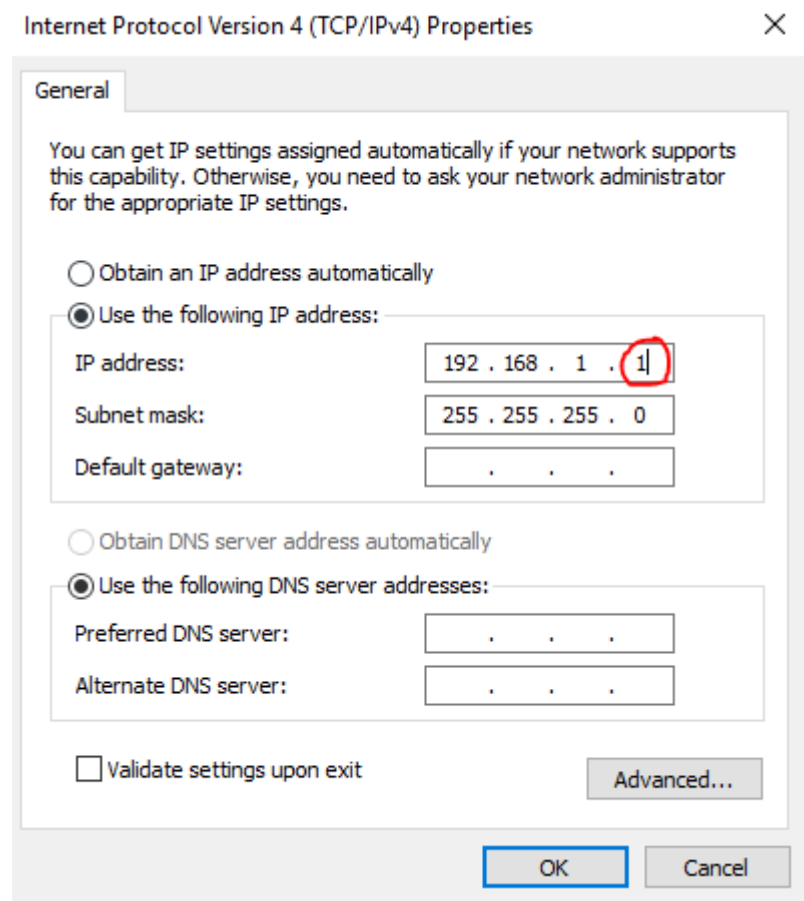 Internet Protocol Version 4 (TCP/IPv4) Properties
General
You can get IP settings assigned automatically if your network supports
this capability. Otherwise, you need to ask your network administrator
for the appropriate IP settings.
Obtain an IP address automatically
Use the following IP address:
IP address: 192 . 168 . 1 . 1
Subnet mask: 255 . 255 . 255 . 0
Default gateway: . . .
Obtain DNS server address automatically
Use the following DNS server addresses:
Preferred DNS server: . . .
Alternate DNS server: . . .
Validate settings upon exit
Advanced...
OK Cancel